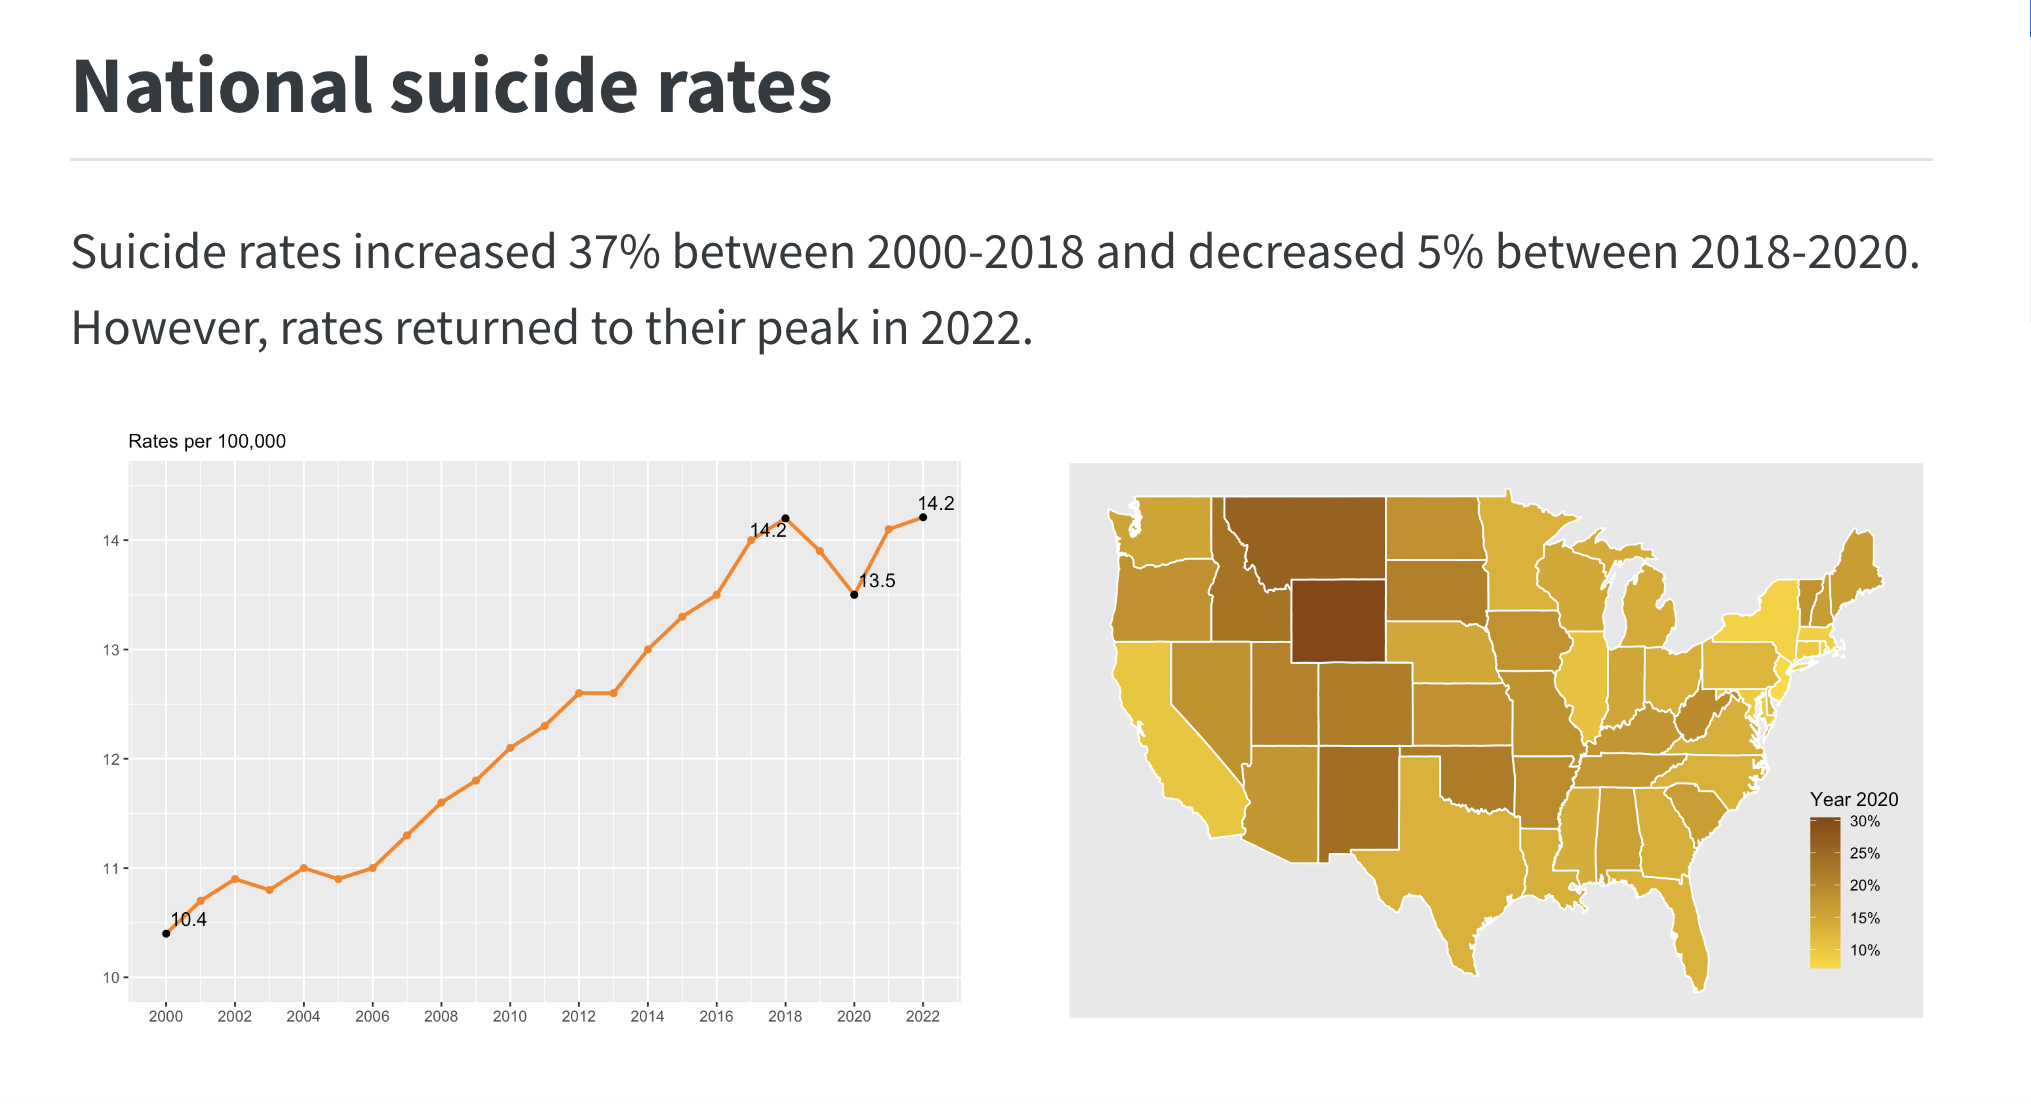 National suicide rates
Suicide rates increased 37% between 2000-2018 and decreased 5% between 2018-2020.
However, rates returned to their peak in 2022.
Rates per 100,000
14.2
14.2
14
13.5
13
12
11
10.4
10
2000 2002 2004 2006 2008 2010 2012 2014 2016 2018 2020 2022
Year 2020
30%
25%
20%
15%
10%